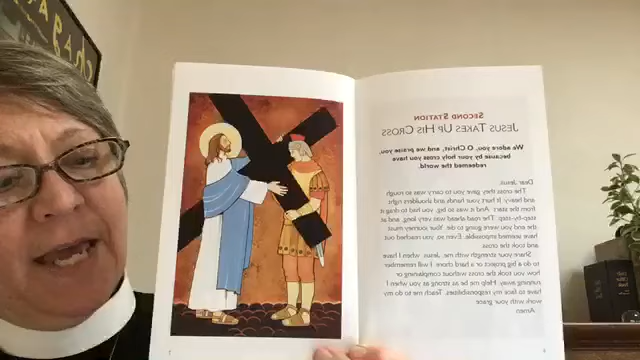 SECOND STATION
JESUS TAKES UP HIS CROSS
We adore you, O Christ, and we praise you,
because by your holy cross you have
redeemed the world.
Dear Jesus,
The cross they gave you to carry was so rough
and heavy. It hurt your hands and shoulders right
from the start. And it was so big, you had to drag it
step-by-step. The road ahead was very long, and at
the end you were going to die. Your journey must
have seemed impossible. Even so, you reached out
and took the cross.
Share your strength with me, Jesus, when I have
to do a big project or a hard chore. I will remember
how you took the cross without complaining or
running away. Help me be as strong as you when I
have to face my responsibilities. Teach me to do my
work with your grace.
Amen.